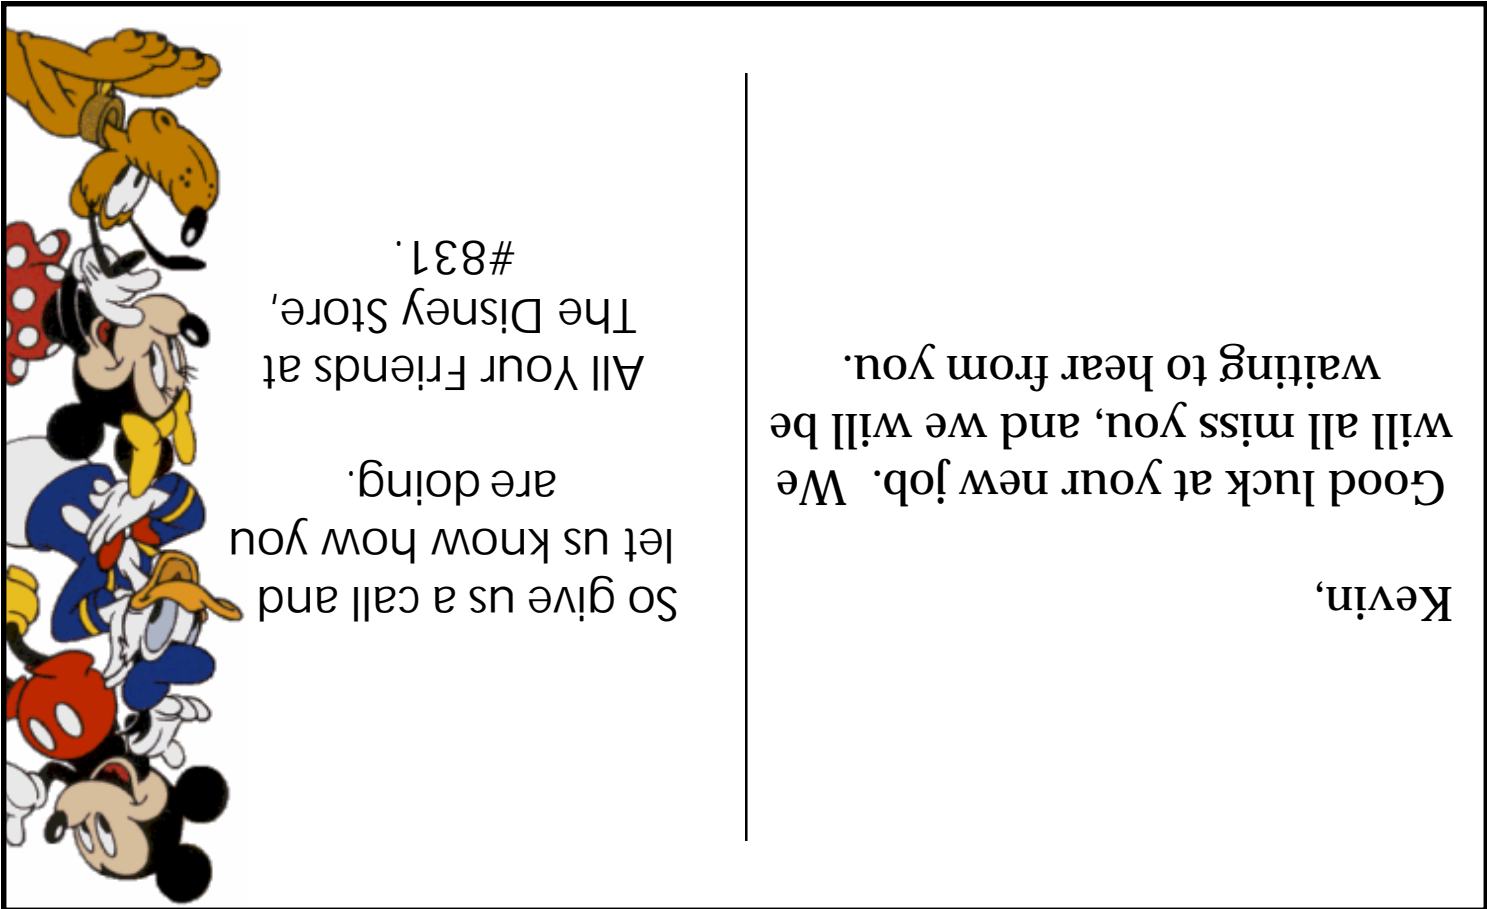 Kevin,
Good luck at your new job.  We
will all miss you, and we will be
waiting to hear from you.
So give us a call and
let us know how you
are doing.
All Your Friends at
The Disney Store,
#831.